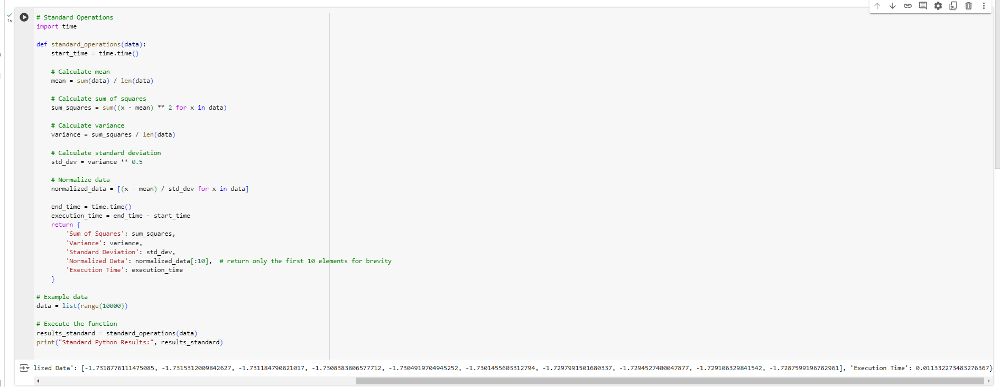 1s
# Standard Operations
import time

def standard_operations(data):
    start_time = time.time()

    # Calculate mean
    mean = sum(data) / len(data)

    # Calculate sum of squares
    sum_squares = sum((x - mean) ** 2 for x in data)

    # Calculate variance
    variance = sum_squares / len(data)

    # Calculate standard deviation
    std_dev = variance ** 0.5

    # Normalize data
    normalized_data = [(x - mean) / std_dev for x in data]

    end_time = time.time()
    execution_time = end_time - start_time
    return {
        'Sum of Squares': sum_squares,
        'Variance': variance,
        'Standard Deviation': std_dev,
        'Normalized Data': normalized_data[:10],  # return only the first 10 elements for brevity
        'Execution Time': execution_time
    }

# Example data
data = list(range(10000))

# Execute the function
results_standard = standard_operations(data)
print("Standard Python Results:", results_standard)
lized Data': [-1.7318776111475085, -1.7315312009842627, -1.731184790821017, -1.7308383806577712, -1.7304919704945252, -1.7301455603312794, -1.7297991501680337, -1.7294527400047877, -1.729106329841542, -1.7287599196782961], 'Execution Time': 0.011332273483276367}